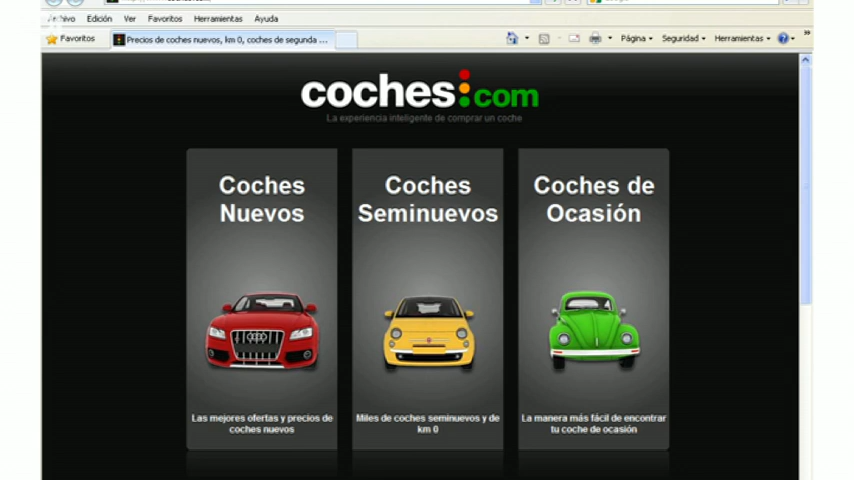 Archivo Edición Ver Favoritos Herramientas Ayuda
Favoritos Precios de coches nuevos, km 0, coches de segunda ... Página Seguridad Herramientas
coches:com
La experiencia inteligente de comprar un coche
Coches
Nuevos
Coches
Seminuevos
Coches de
Ocasión
Las mejores ofertas y precios de
coches nuevos
Miles de coches seminuevos y de
km 0
La manera más fácil de encontrar
tu coche de ocasión